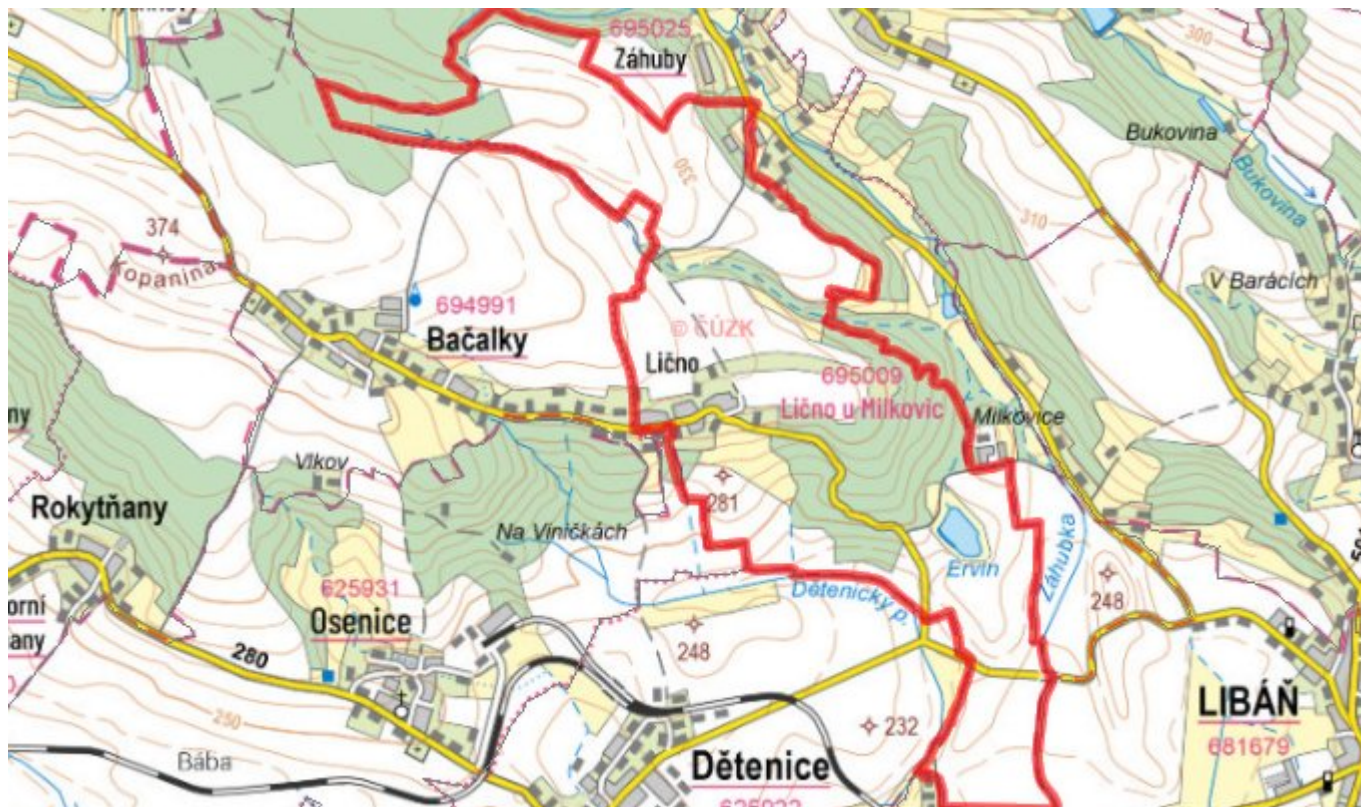 695025
Záhuby
300
Bukovina
Bukovina
330
310
374
Kopanina
V Barácích
694991
Bačalky
© ČÚZK
Lično
695009
Lično u Milkovic
Milkovice
Vlkov
281
Rokytňany
Na Viničkách
Ervín
Záhubka
248
625931
Dětenický p.
Osenice
280
248
LIBÁŇ
681679
250
232
Bába
Dětenice